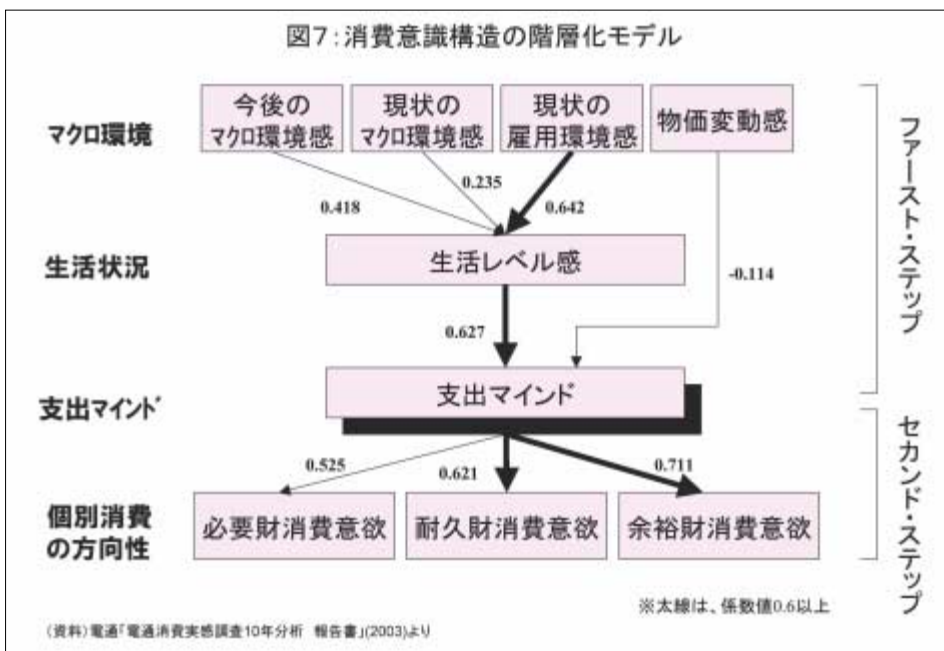 図7:消費意識構造の階層化モデル
マクロ環境
今後の
マクロ環境感
現状の
マクロ環境感
現状の
雇用環境感
物価変動感
0.418
0.235
0.642
生活状況
生活レベル感
-0.114
0.627
ファースト・ステップ
支出マインド
支出マインド
0.525
0.621
0.711
個別消費
の方向性
必要財消費意欲
耐久財消費意欲
余裕財消費意欲
セカンド・ステップ
※太線は、係数値0.6以上
(資料)電通「電通消費実感調査10年分析 報告書」(2003)より